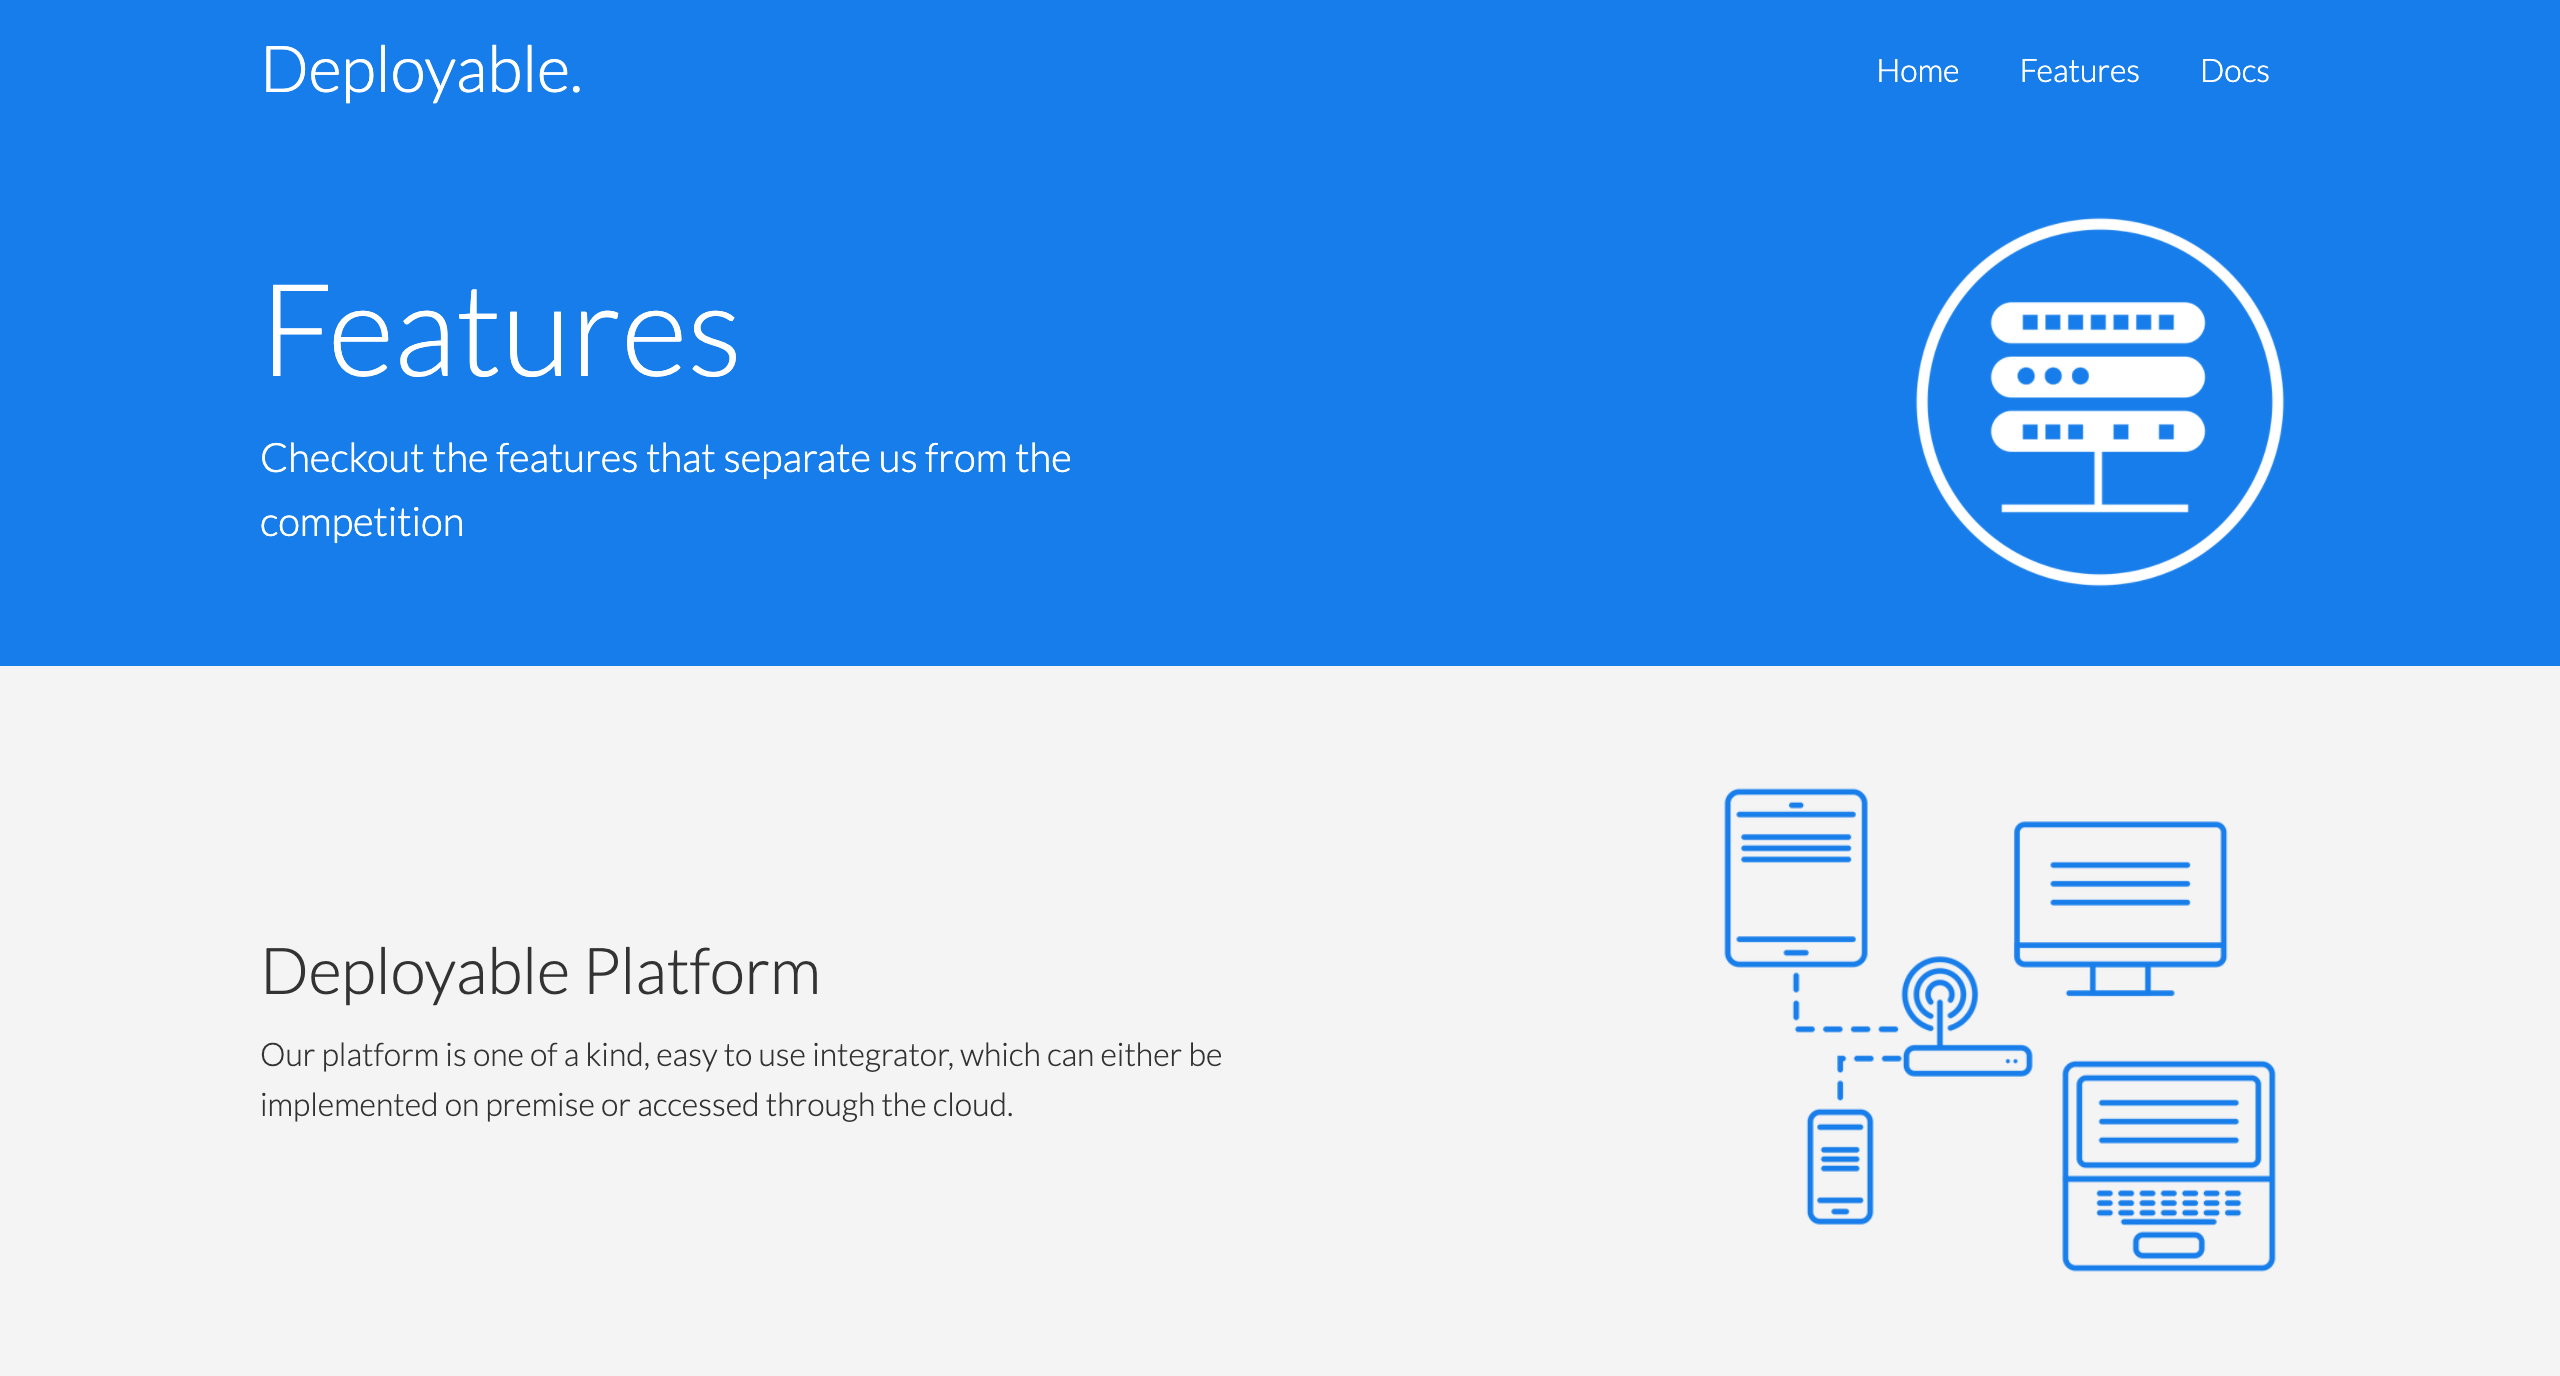 Deployable.
Home
Features
Docs
Features
Checkout the features that separate us from the
competition
Deployable Platform
Our platform is one of a kind, easy to use integrator, which can either be
implemented on premise or accessed through the cloud.